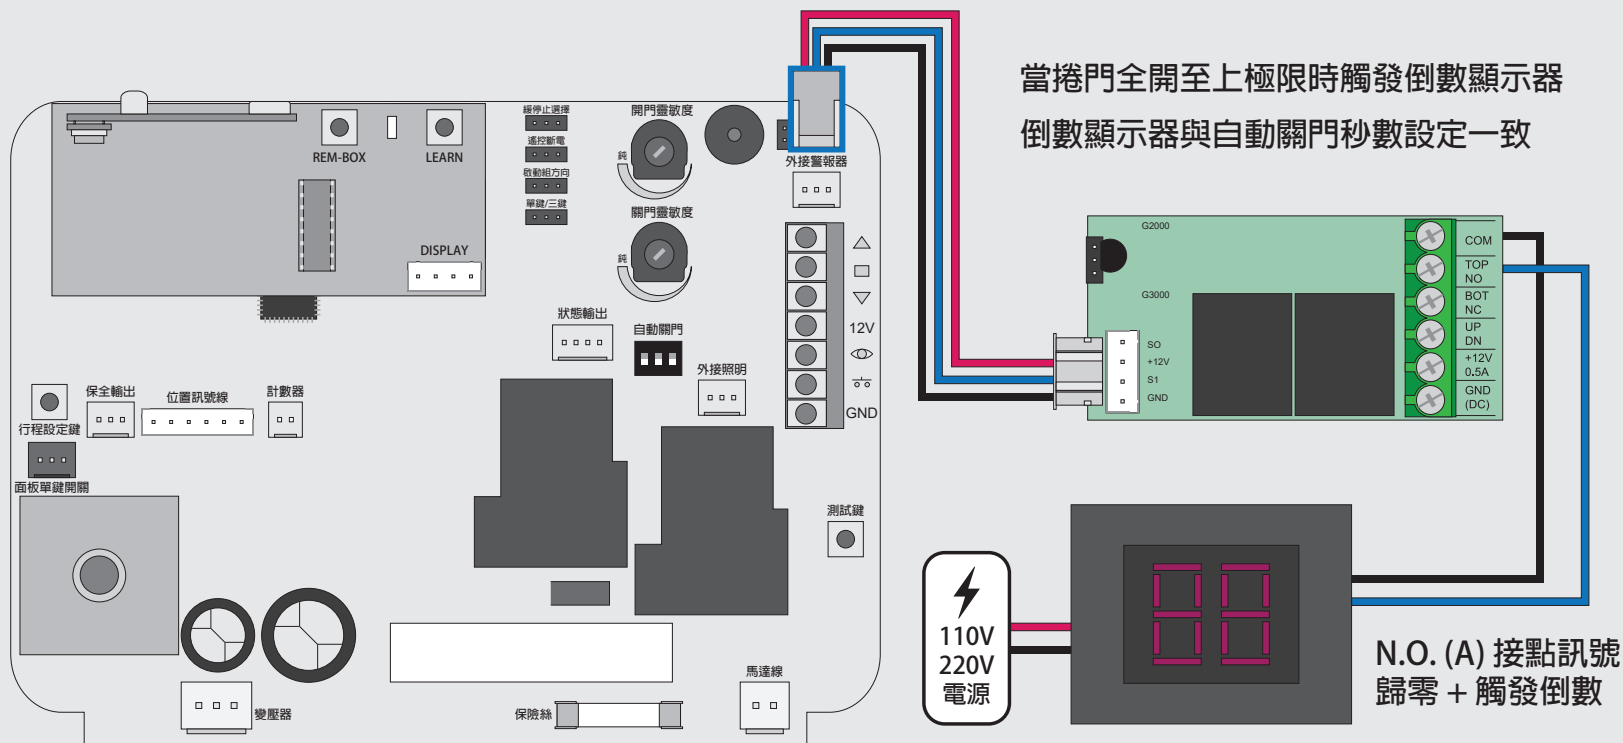 當捲門全開至上極限時觸發倒數顯示器
倒數顯示器與自動關門秒數設定一致
REM-BOX
LEARN
DISPLAY
緩停止選擇
遙控斷電
啟動組方向
單鍵/三鍵
開門靈敏度
鈍
關門靈敏度
鈍
外接警報器
12V
GND
狀態輸出
自動關門
外接照明
行程設定鍵
保全輸出
位置訊號線
計數器
面板單鍵開關
測試鍵
變壓器
保險絲
馬達線
G2000
G3000
SO
+12V
S1
GND
COM
TOP
NO
BOT
NC
UP
DN
+12V
0.5A
GND
(DC)
110V
220V
電源
N.O. (A) 接點訊號
歸零 + 觸發倒數